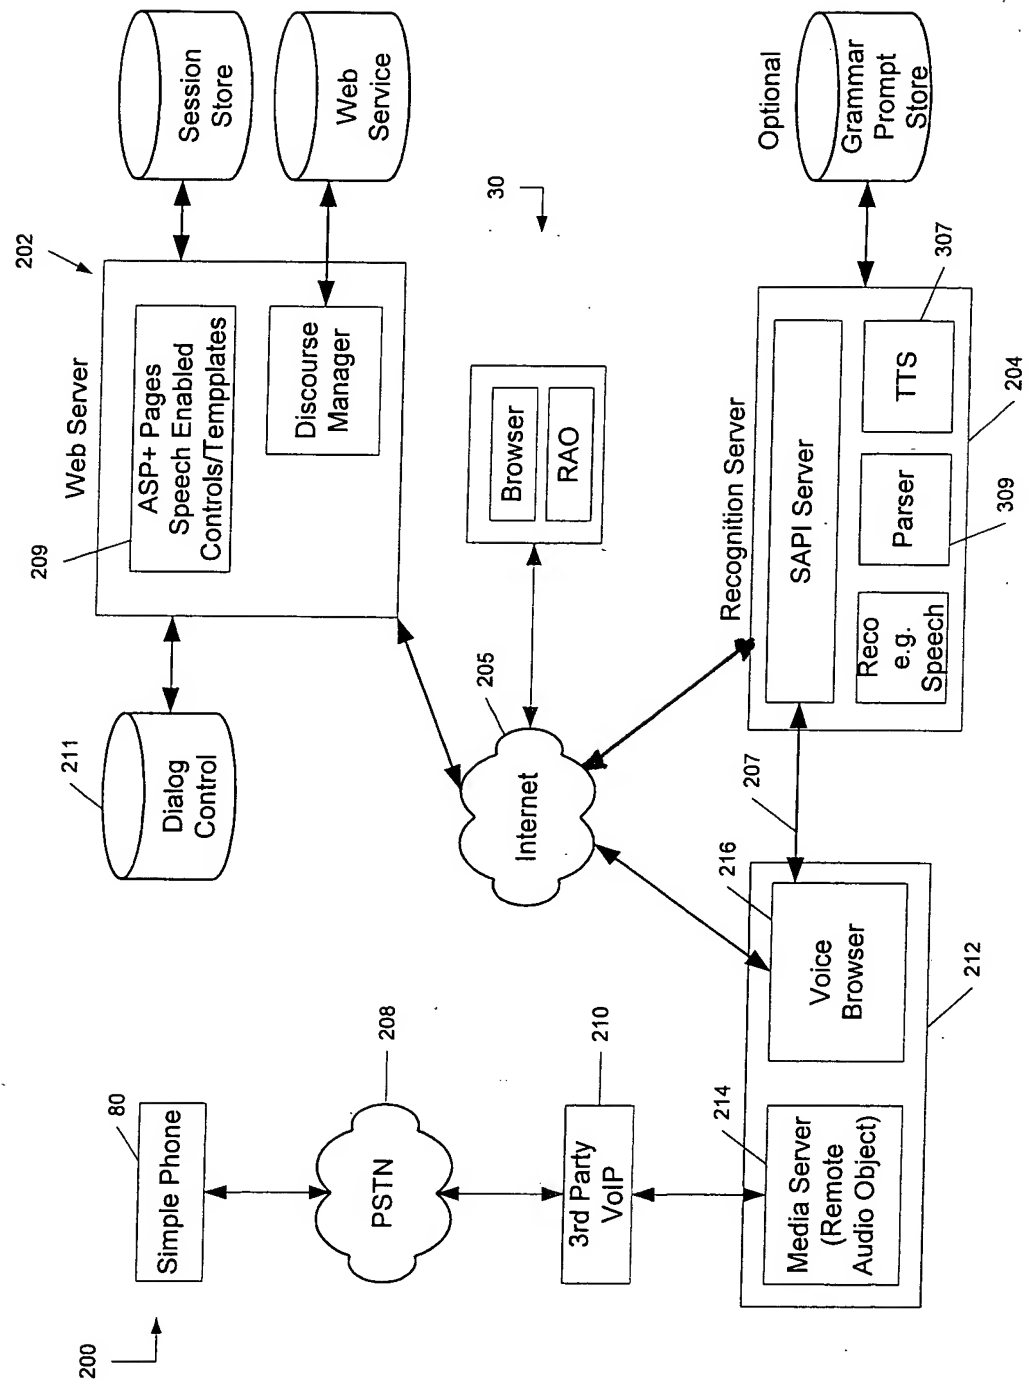 200
Simple Phone
80
PSTN
208
3rd Party
VoIP
210
Media Server
(Remote
Audio Object)
214
Voice
Browser
216
212
207
211
Dialog
Control
Internet
205
Web Server
202
209
ASP+ Pages
Speech Enabled
Controls/Tempplates
Discourse
Manager
Session
Store
Web
Service
30
Browser
RAO
Recognition Server
SAPI Server
Reco
e.g.
Speech
Parser
309
TTS
307
204
Optional
Grammar
Prompt
Store